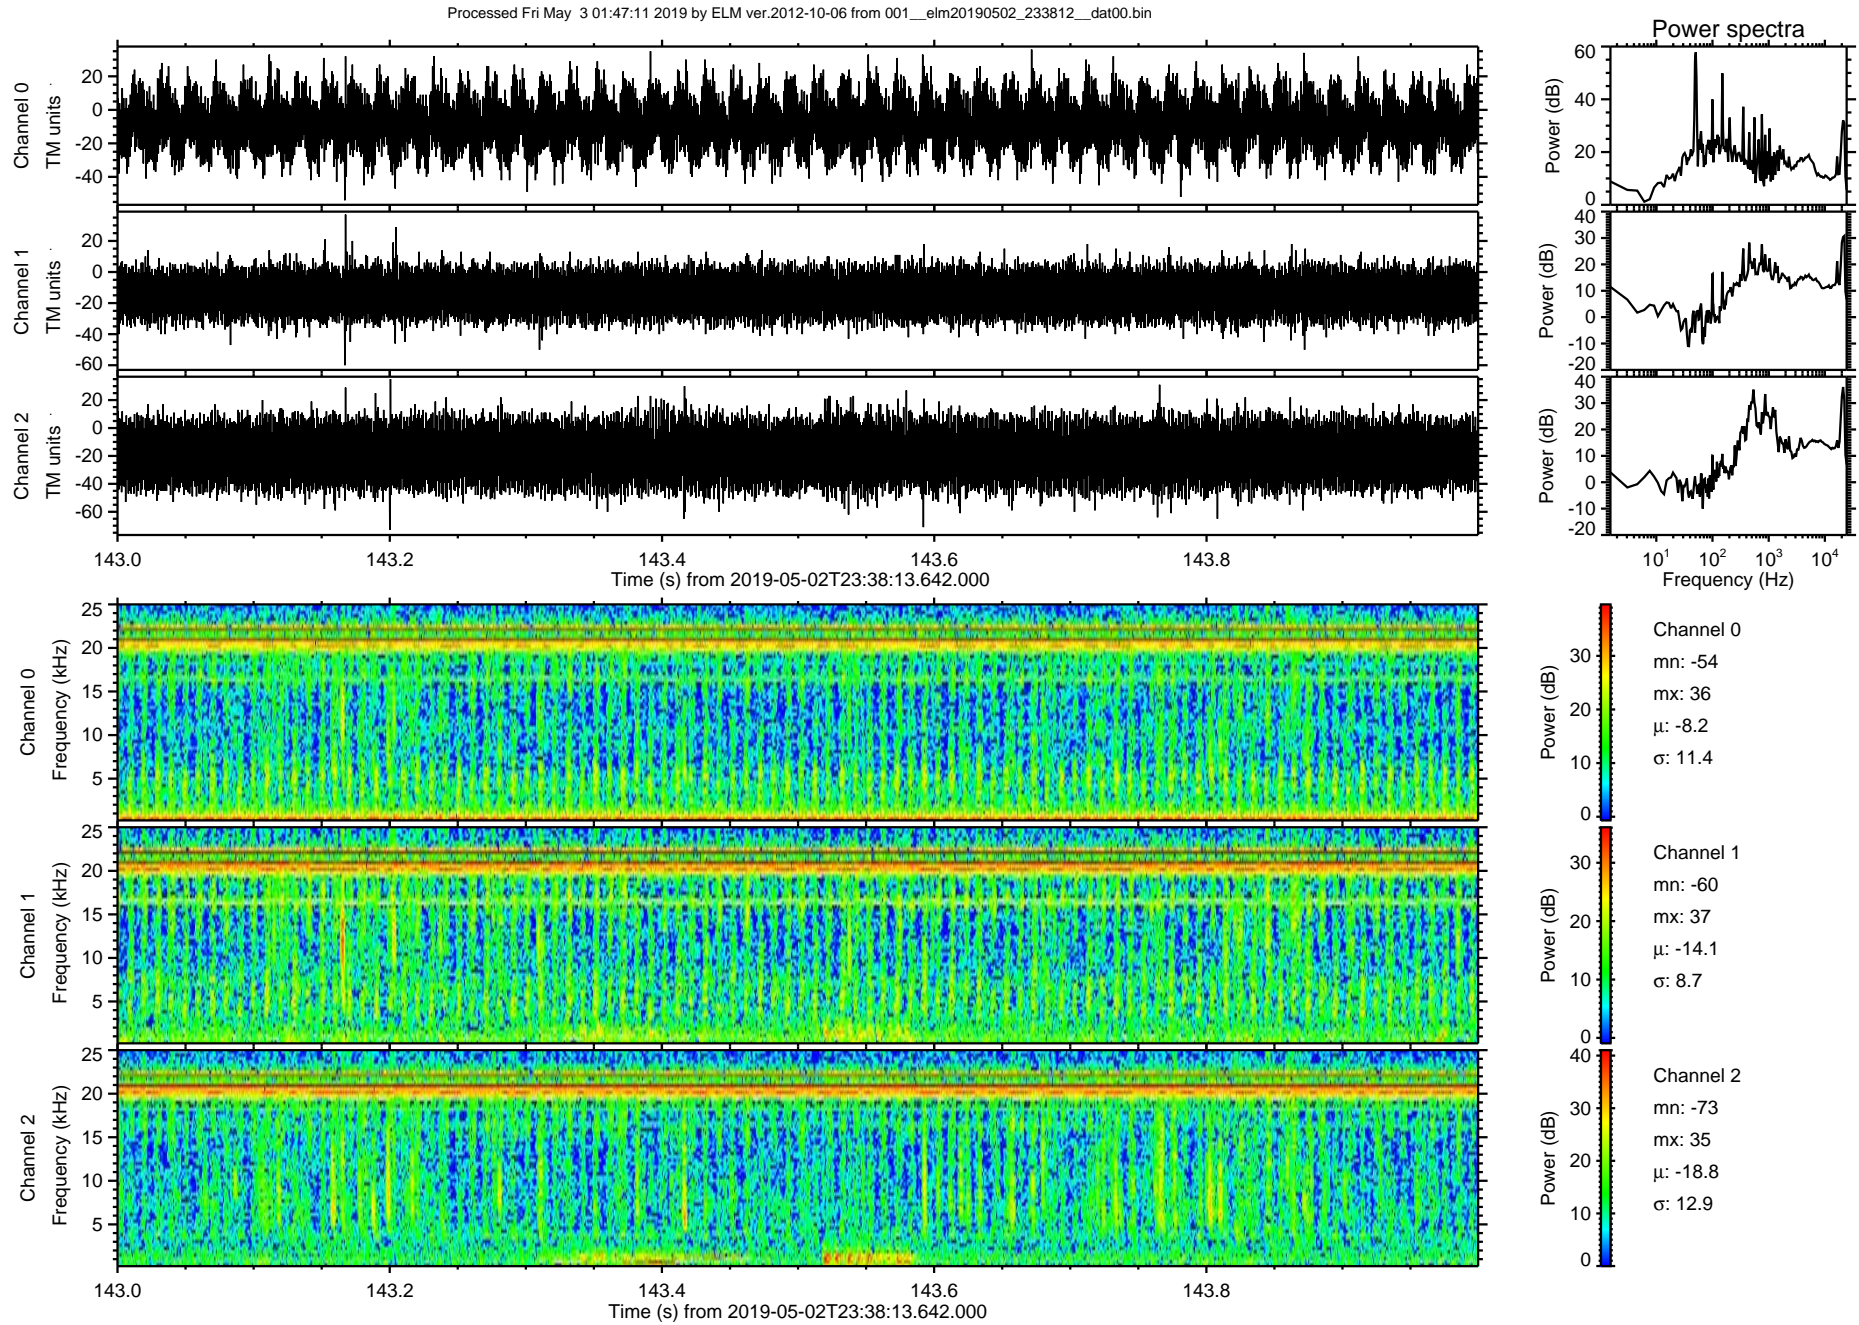 Processed Fri May  3 01:47:11 2019 by ELM ver.2012-10-06 from 001__elm20190502_233812__dat00.bin
Power spectra
Channel 0
TM units
20
0
-20
-40
Power (dB)
60
40
20
0
Channel 1
TM units
20
0
-20
-40
-60
Power (dB)
40
30
20
10
0
-10
-20
Channel 2
TM units
20
0
-20
-40
-60
Power (dB)
40
30
20
10
0
-10
-20
143.0 143.2 143.4 143.6 143.8
Time (s) from 2019-05-02T23:38:13.642.000
10¹ 10² 10³ 10⁴
Frequency (Hz)
Channel 0
Frequency (kHz)
25
20
15
10
5
Power (dB)
30
20
10
0
Channel 0
mn: -54
mx: 36
μ: -8.2
σ: 11.4
Channel 1
Frequency (kHz)
25
20
15
10
5
Power (dB)
30
20
10
0
Channel 1
mn: -60
mx: 37
μ: -14.1
σ: 8.7
Channel 2
Frequency (kHz)
25
20
15
10
5
Power (dB)
40
30
20
10
0
Channel 2
mn: -73
mx: 35
μ: -18.8
σ: 12.9
143.0 143.2 143.4 143.6 143.8
Time (s) from 2019-05-02T23:38:13.642.000